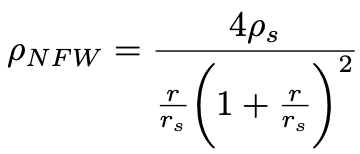 ρ_{NFW} = \frac{4ρ_s}{\frac{r}{r_s}\left(1 + \frac{r}{r_s}\right)^2}